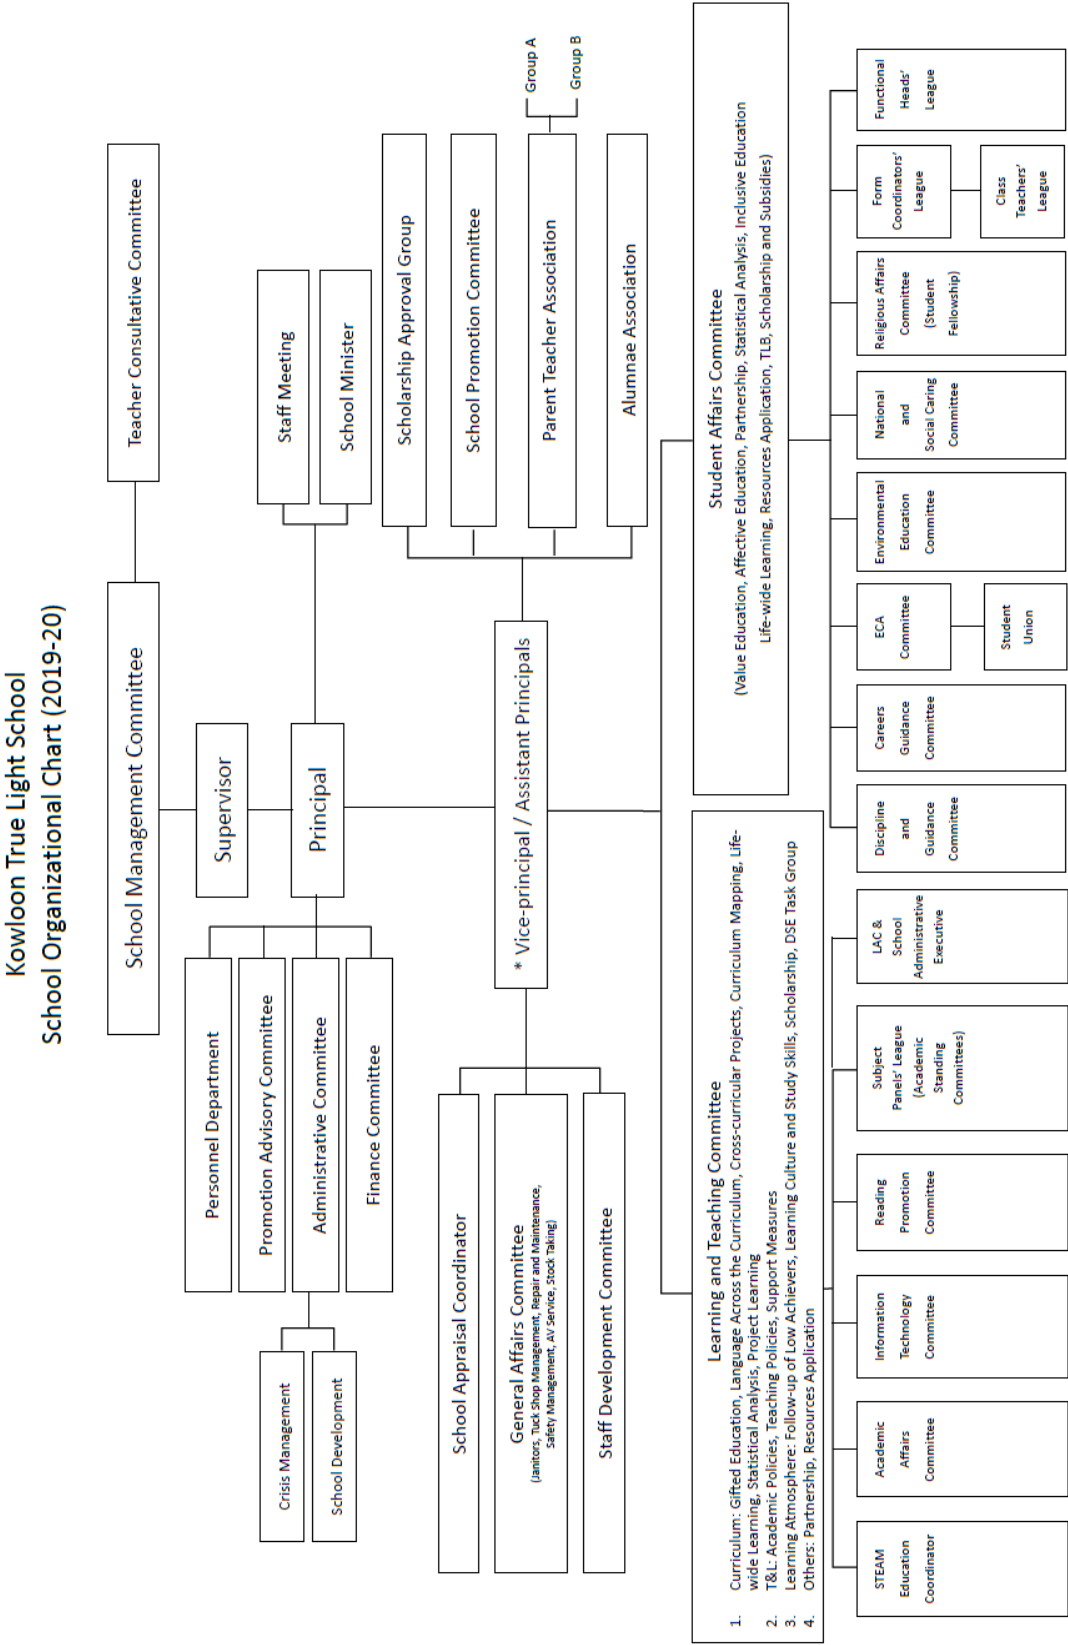 Kowloon True Light School
School Organizational Chart (2019-20)
School Management Committee
Teacher Consultative Committee
Supervisor
Principal
Staff Meeting
School Minister
Personnel Department
Promotion Advisory Committee
Administrative Committee
Finance Committee
Crisis Management
School Development
* Vice-principal / Assistant Principals
Scholarship Approval Group
School Promotion Committee
Parent Teacher Association
Alumnae Association
Group A
Group B
School Appraisal Coordinator
General Affairs Committee
(Janitors, Tuck Shop Management, Repair and Maintenance,
Safety Management, AV Service, Stock Taking)
Staff Development Committee
Learning and Teaching Committee
1. Curriculum: Gifted Education, Language Across the Curriculum, Cross-curricular Projects, Curriculum Mapping, Life-
wide Learning, Statistical Analysis, Project Learning
2. T&L: Academic Policies, Teaching Policies, Support Measures
3. Learning Atmosphere: Follow-up of Low Achievers, Learning Culture and Study Skills, Scholarship, DSE Task Group
4. Others: Partnership, Resources Application
Student Affairs Committee
(Value Education, Affective Education, Partnership, Statistical Analysis, Inclusive Education
Life-wide Learning, Resources Application, TLB, Scholarship and Subsidies)
STEAM
Education
Coordinator
Academic
Affairs
Committee
Information
Technology
Committee
Reading
Promotion
Committee
Subject
Panels' League
(Academic
Standing
Committees)
LAC &
School
Administrative
Executive
Discipline
and
Guidance
Committee
Careers
Guidance
Committee
ECA
Committee
Student
Union
Environmental
Education
Committee
National
and
Social Caring
Committee
Religious Affairs
Committee
(Student
Fellowship)
Form
Coordinators'
League
Class
Teachers'
League
Functional
Heads'
League